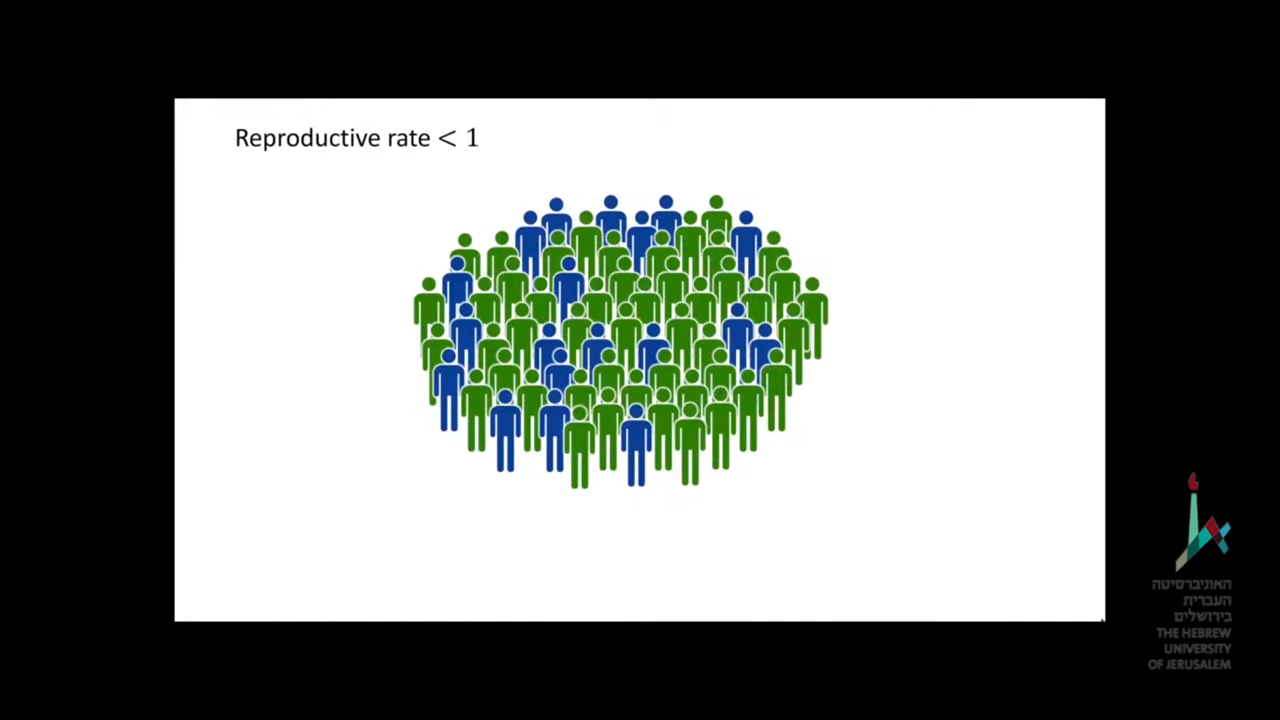 Reproductive rate < 1
האוניברסיטה
העברית
בירושלים
THE HEBREW
UNIVERSITY
OF JERUSALEM